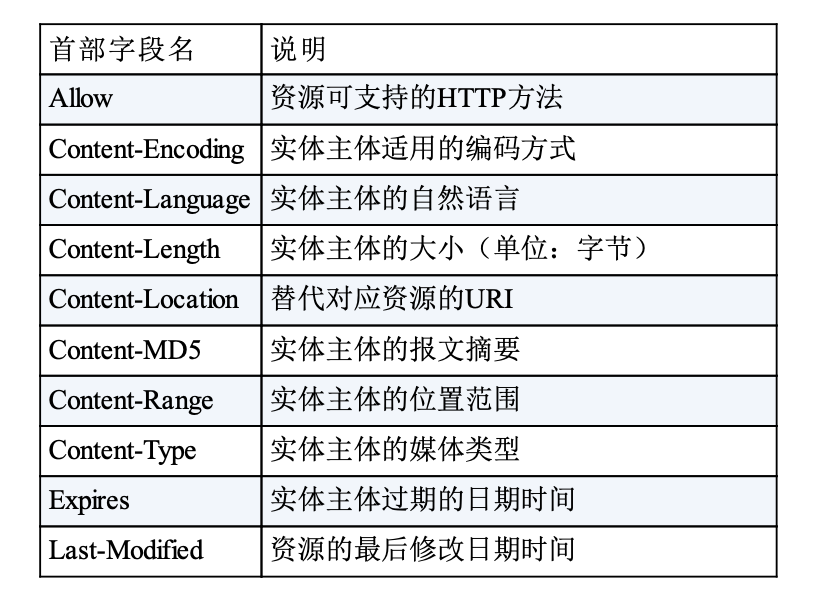 首部字段名 说明
Allow 资源可支持的HTTP方法
Content-Encoding 实体主体适用的编码方式
Content-Language 实体主体的自然语言
Content-Length 实体主体的大小（单位：字节）
Content-Location 替代对应资源的URI
Content-MD5 实体主体的报文摘要
Content-Range 实体主体的位置范围
Content-Type 实体主体的媒体类型
Expires 实体主体过期的日期时间
Last-Modified 资源的最后修改日期时间